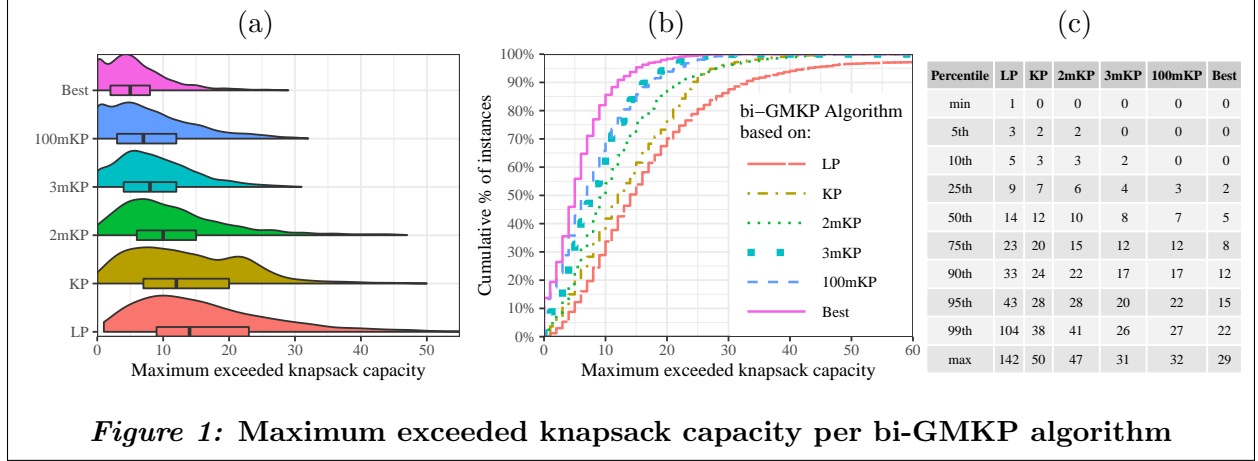 (a)
Best
100mKP
3mKP
2mKP
KP
LP
0 10 20 30 40 50
Maximum exceeded knapsack capacity
(b)
Cumulative % of instances
100%
90%
80%
70%
60%
50%
40%
30%
20%
10%
0%
bi−GMKP Algorithm
based on:
LP
KP
2mKP
3mKP
100mKP
Best
0 10 20 30 40 50 60
Maximum exceeded knapsack capacity
(c)
Percentile LP KP 2mKP 3mKP 100mKP Best
min 1 0 0 0 0 0
5th 3 2 2 0 0 0
10th 5 3 3 2 0 0
25th 9 7 6 4 3 2
50th 14 12 10 8 7 5
75th 23 20 15 12 12 8
90th 33 24 22 17 17 12
95th 43 28 28 20 22 15
99th 104 38 41 26 27 22
max 142 50 47 31 32 29
Figure 1: Maximum exceeded knapsack capacity per bi-GMKP algorithm